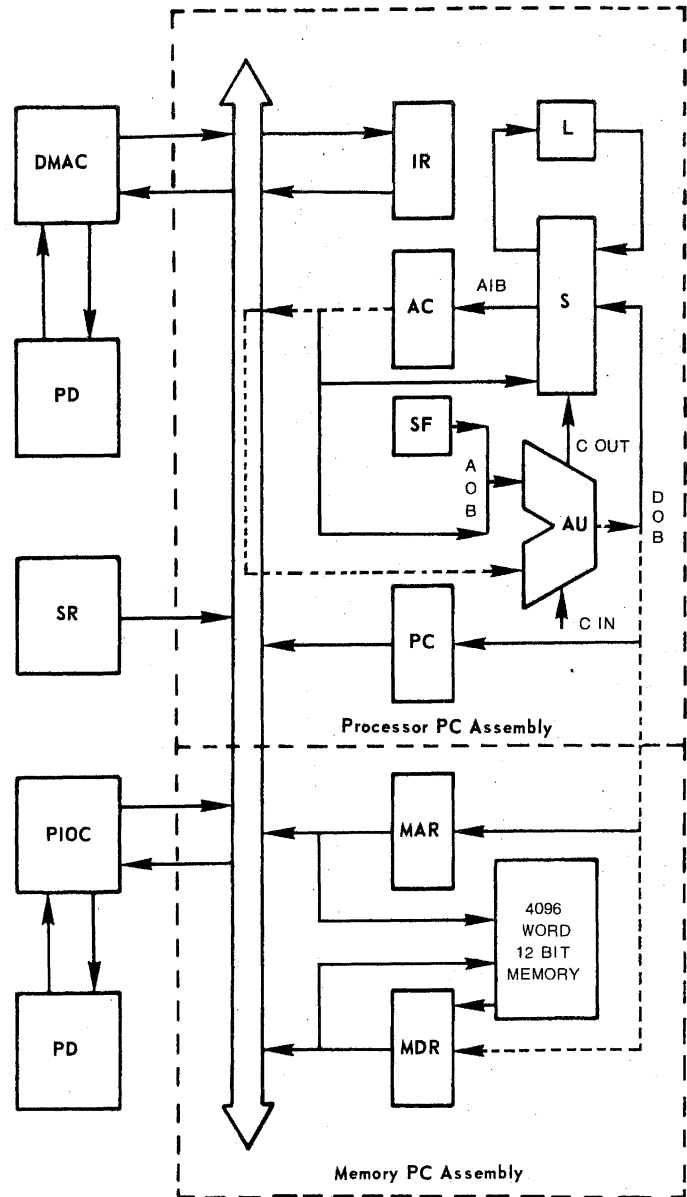 DMAC
IR
L
AIB
AC
S
PD
SF
A
O
B
C OUT
D
O
B
AU
SR
PC
C IN
Processor PC Assembly
PIOC
MAR
4096
WORD
12 BIT
MEMORY
PD
MDR
Memory PC Assembly